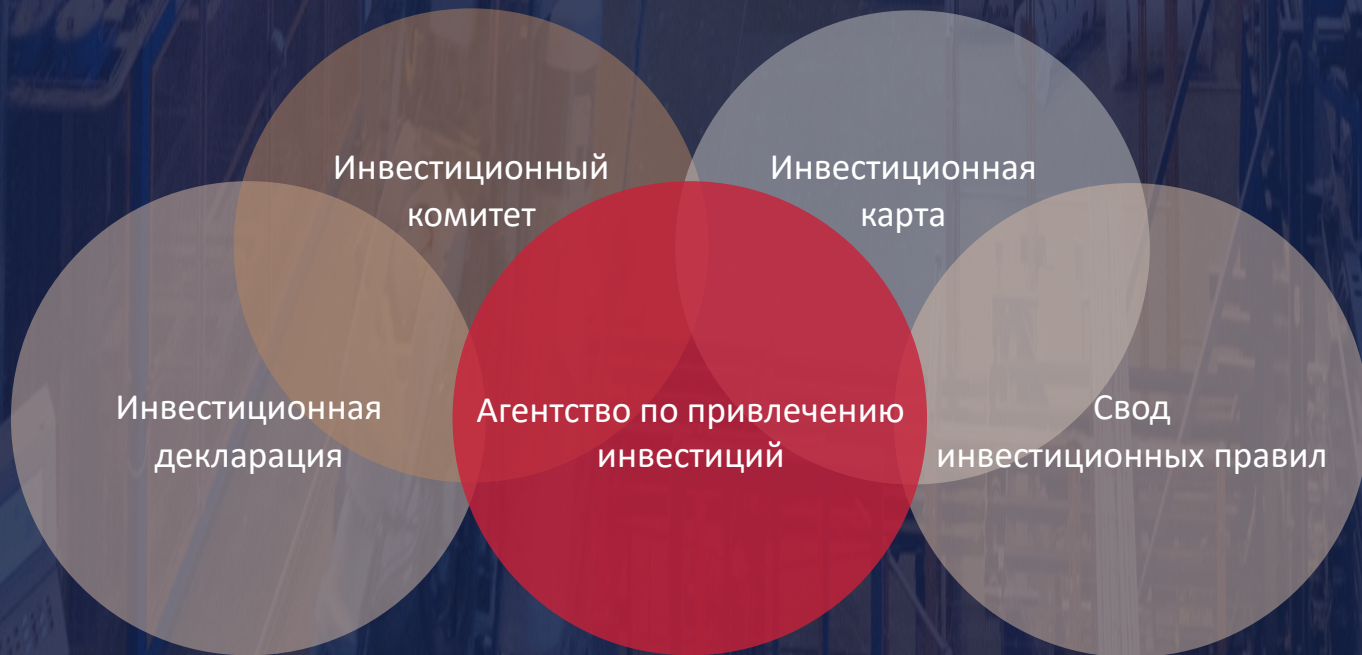 Инвестиционный
комитет
Инвестиционная
карта
Инвестиционная
декларация
Агентство по привлечению
инвестиций
Свод
инвестиционных правил